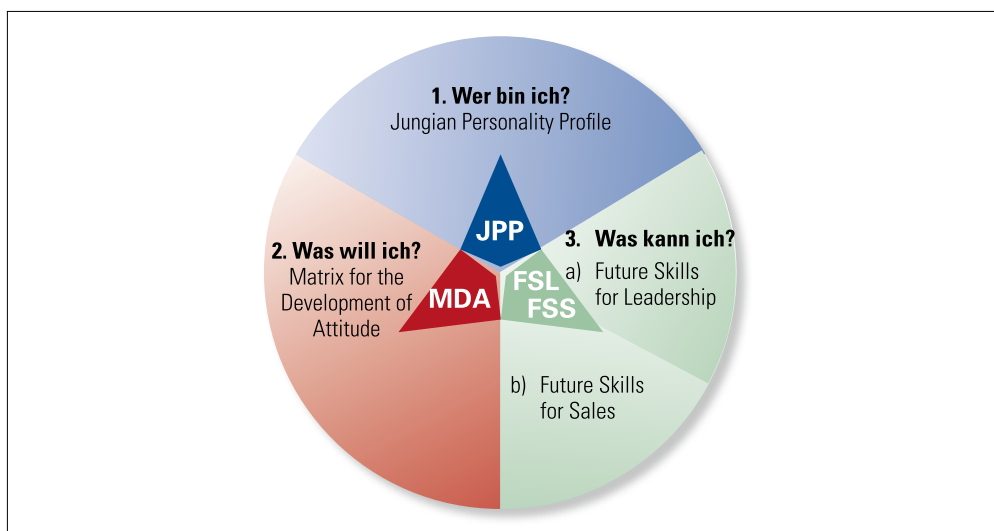 1. Wer bin ich?
Jungian Personality Profile
JPP
2. Was will ich?
Matrix for the
Development of
Attitude
MDA
3. Was kann ich?
a) Future Skills
for Leadership
FSL
FSS
b) Future Skills
for Sales